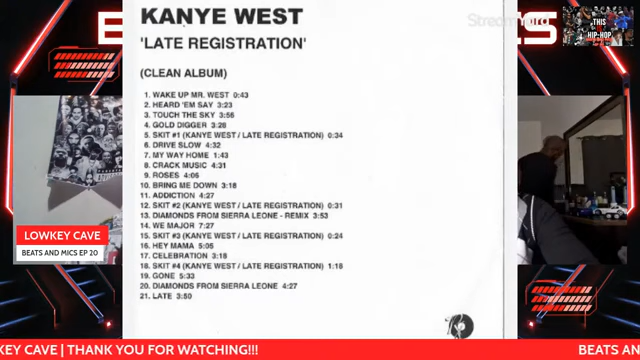 KANYE WEST
'LATE REGISTRATION'
(CLEAN ALBUM)
1. WAKE UP MR. WEST 0:43
2. HEARD 'EM SAY 3:23
3. TOUCH THE SKY 3:56
4. GOLD DIGGER 3:28
5. SKIT #1 (KANYE WEST / LATE REGISTRATION) 0:34
6. DRIVE SLOW 4:32
7. MY WAY HOME 1:43
8. CRACK MUSIC 4:31
9. ROSES 4:06
10. BRING ME DOWN 3:18
11. ADDICTION 4:27
12. SKIT #2 (KANYE WEST / LATE REGISTRATION) 0:31
13. DIAMONDS FROM SIERRA LEONE - REMIX 3:53
14. WE MAJOR 7:27
15. SKIT #3 (KANYE WEST / LATE REGISTRATION) 0:24
16. HEY MAMA 5:05
17. CELEBRATION 3:18
18. SKIT #4 (KANYE WEST / LATE REGISTRATION) 1:18
19. GONE 5:33
20. DIAMONDS FROM SIERRA LEONE 4:27
21. LATE 3:50
THIS
IS
HIP-HOP
LOWKEY CAVE
BEATS AND MICS EP 20
KEY CAVE | THANK YOU FOR WATCHING!!!
BEATS AN